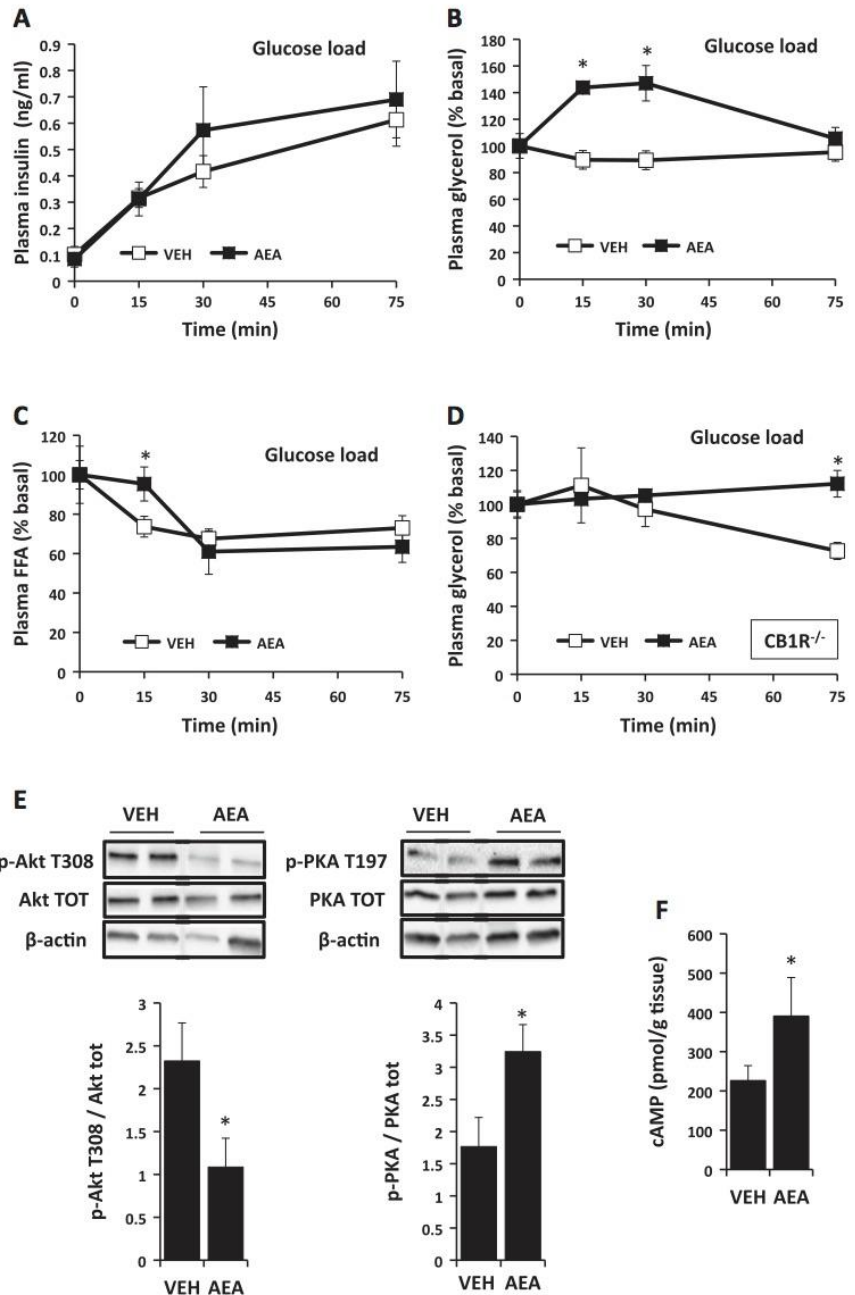 A
Glucose load
Plasma insulin (ng/ml)
0.9
0.8
0.7
0.6
0.5
0.4
0.3
0.2
0.1
0
VEH AEA
0 15 30 45 60 75
Time (min)
B
Glucose load
Plasma glycerol (% basal)
180
160
140
120
100
80
60
40
20
0
* *
VEH AEA
0 15 30 45 60 75
Time (min)
C
Glucose load
Plasma FFA (% basal)
120
100
80
60
40
20
0
*
VEH AEA
0 15 30 45 60 75
Time (min)
D
Glucose load
Plasma glycerol (% basal)
140
120
100
80
60
40
20
0
*
VEH AEA
CB1R-/-
0 15 30 45 60 75
Time (min)
E
VEH AEA
p-Akt T308
Akt TOT
β-actin
VEH AEA
p-PKA T197
PKA TOT
β-actin
p-Akt T308 / Akt tot
3
2.5
2
1.5
1
0.5
0
*
VEH AEA
p-PKA / PKA tot
4
3.5
3
2.5
2
1.5
1
0.5
0
*
VEH AEA
F
cAMP (pmol/g tissue)
600
500
400
300
200
100
0
*
VEH AEA